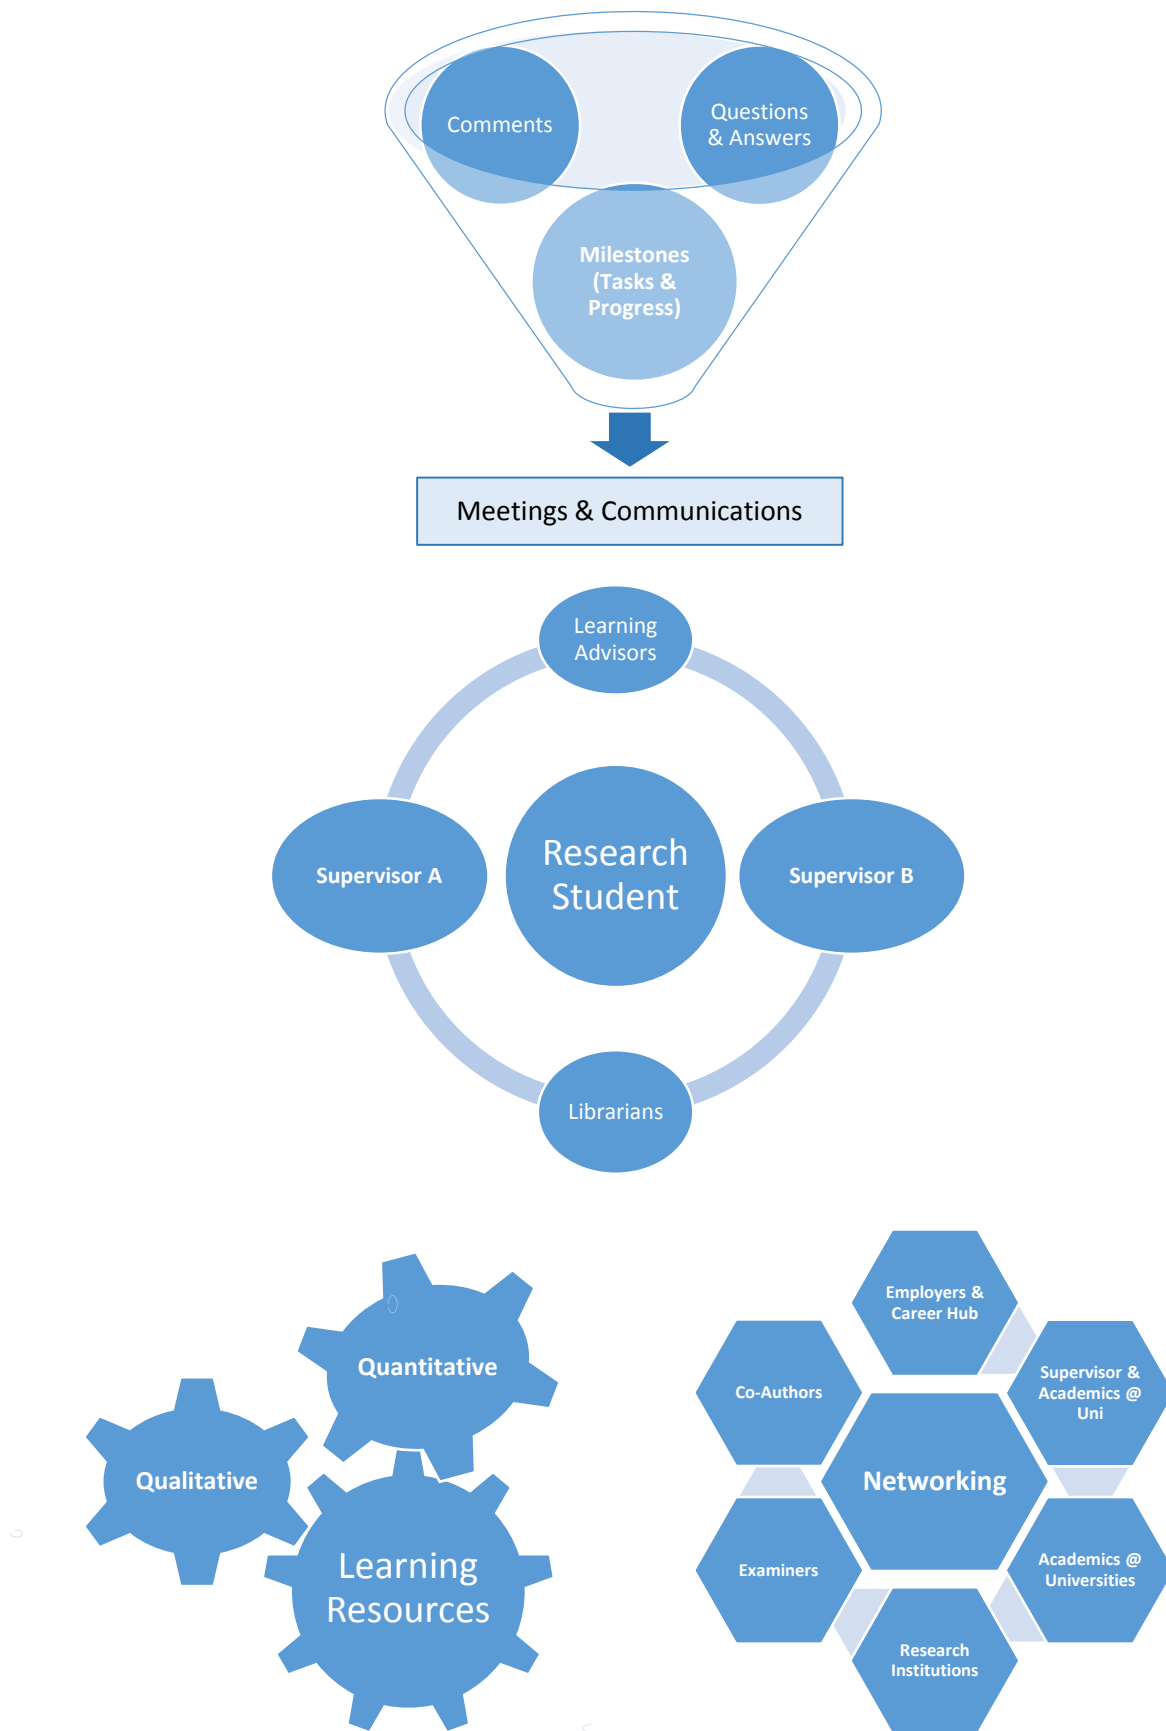 Comments
Questions
& Answers
Milestones
(Tasks &
Progress)
Meetings & Communications
Learning
Advisors
Supervisor A
Research
Student
Supervisor B
Librarians
Quantitative
Qualitative
Learning
Resources
Employers &
Career Hub
Co-Authors
Supervisor &
Academics @
Uni
Networking
Examiners
Academics @
Universities
Research
Institutions